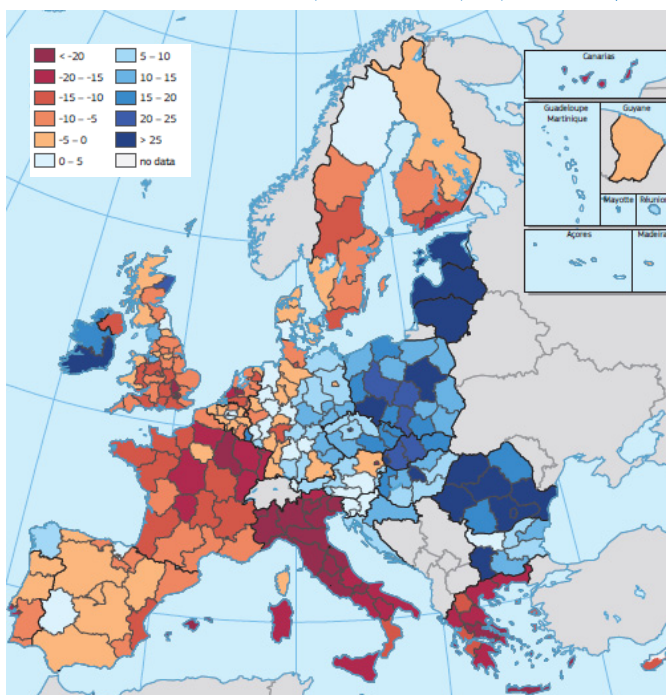 < -20
-20 – -15
-15 – -10
-10 – -5
-5 – 0
0 – 5
5 – 10
10 – 15
15 – 20
20 – 25
> 25
no data
Canarias
Guadeloupe
Martinique
Guyane
Mayotte
Réunion
Açores
Madeira